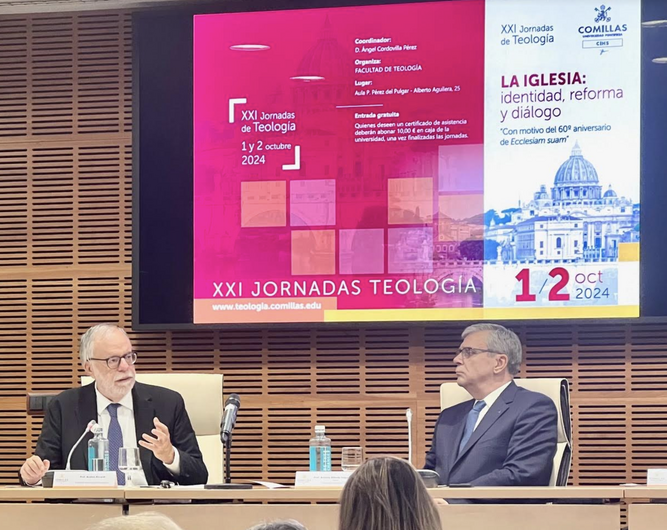 Coordinador:
D. Ángel Cordovilla Pérez
Organiza:
FACULTAD DE TEOLOGÍA
Lugar:
Aula P. Pérez del Pulgar - Alberto Aguilera, 25
Entrada gratuita
Quienes deseen un certificado de asistencia
deberán abonar 10,00 € en caja de la
universidad, una vez finalizadas las jornadas.
XXI Jornadas
de Teología
1 y 2 octubre
2024
XXI JORNADAS TEOLOGÍA
www.teologia.comillas.edu
XXI Jornadas
de Teología
COMILLAS
UNIVERSIDAD PONTIFICIA
CIHS
LA IGLESIA:
identidad, reforma
y diálogo
"Con motivo del 60º aniversario
de Ecclesiam suam"
1/2 oct
2024